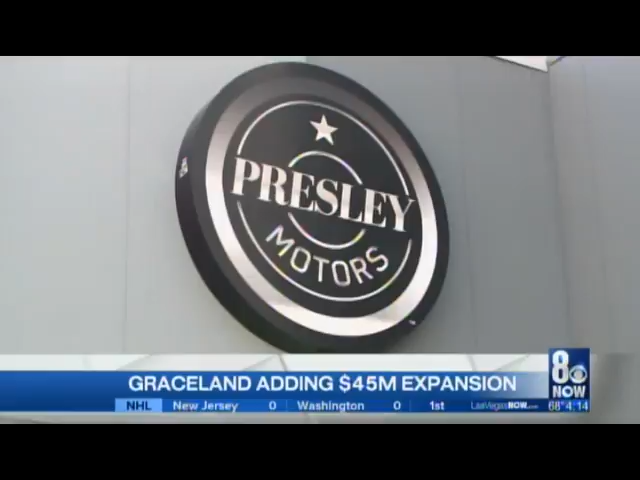 PRESLEY
MOTORS
GRACELAND ADDING $45M EXPANSION
8
NOW
NHL New Jersey 0 Washington 0 1st LasVegasNOW.com 68° 4:14